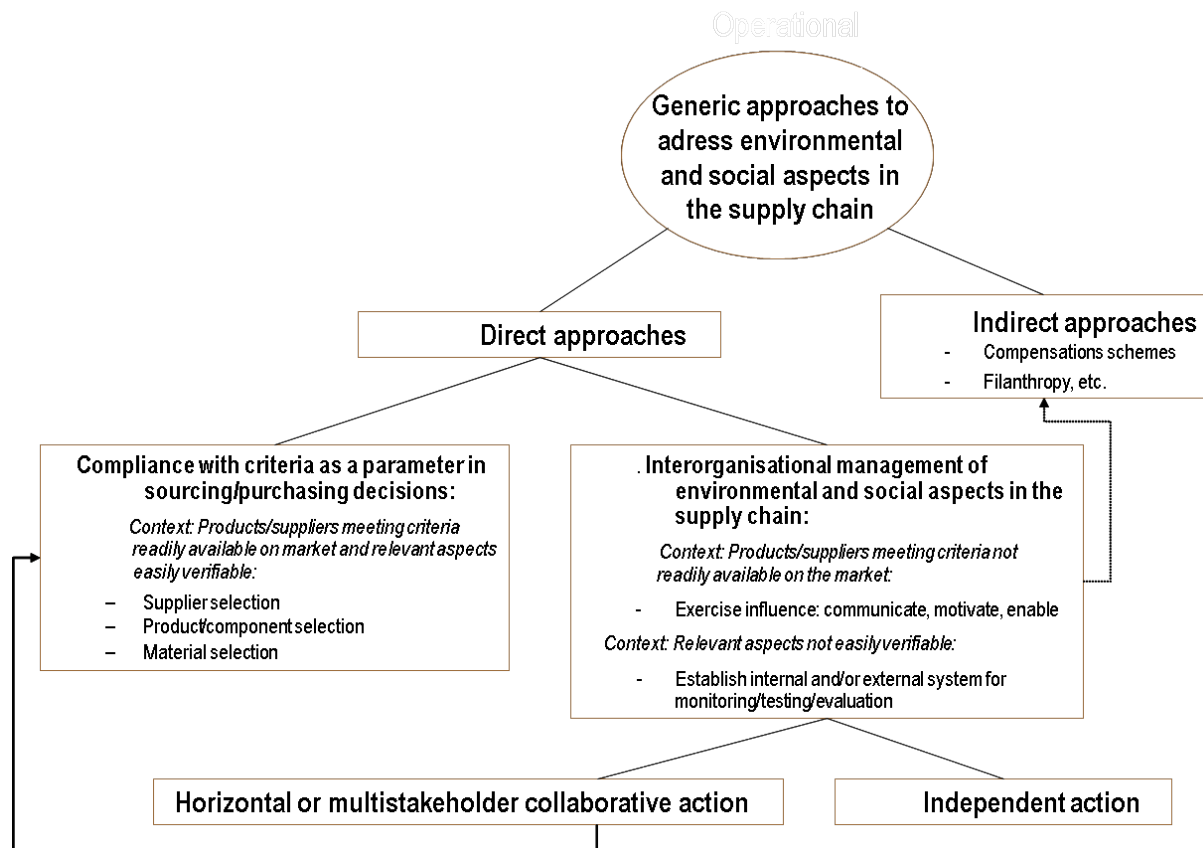 Operational
Generic approaches to
adress environmental
and social aspects in
the supply chain
Direct approaches
Indirect approaches
- Compensations schemes
- Filanthropy, etc.
Compliance with criteria as a parameter in
sourcing/purchasing decisions:
Context: Products/suppliers meeting criteria
readily available on market and relevant aspects
easily verifiable:
– Supplier selection
– Product/component selection
– Material selection
. Interorganisational management of
environmental and social aspects in the
supply chain:
Context: Products/suppliers meeting criteria not
readily available on the market:
- Exercise influence: communicate, motivate, enable
Context: Relevant aspects not easily verifiable:
- Establish internal and/or external system for
monitoring/testing/evaluation
Horizontal or multistakeholder collaborative action
Independent action